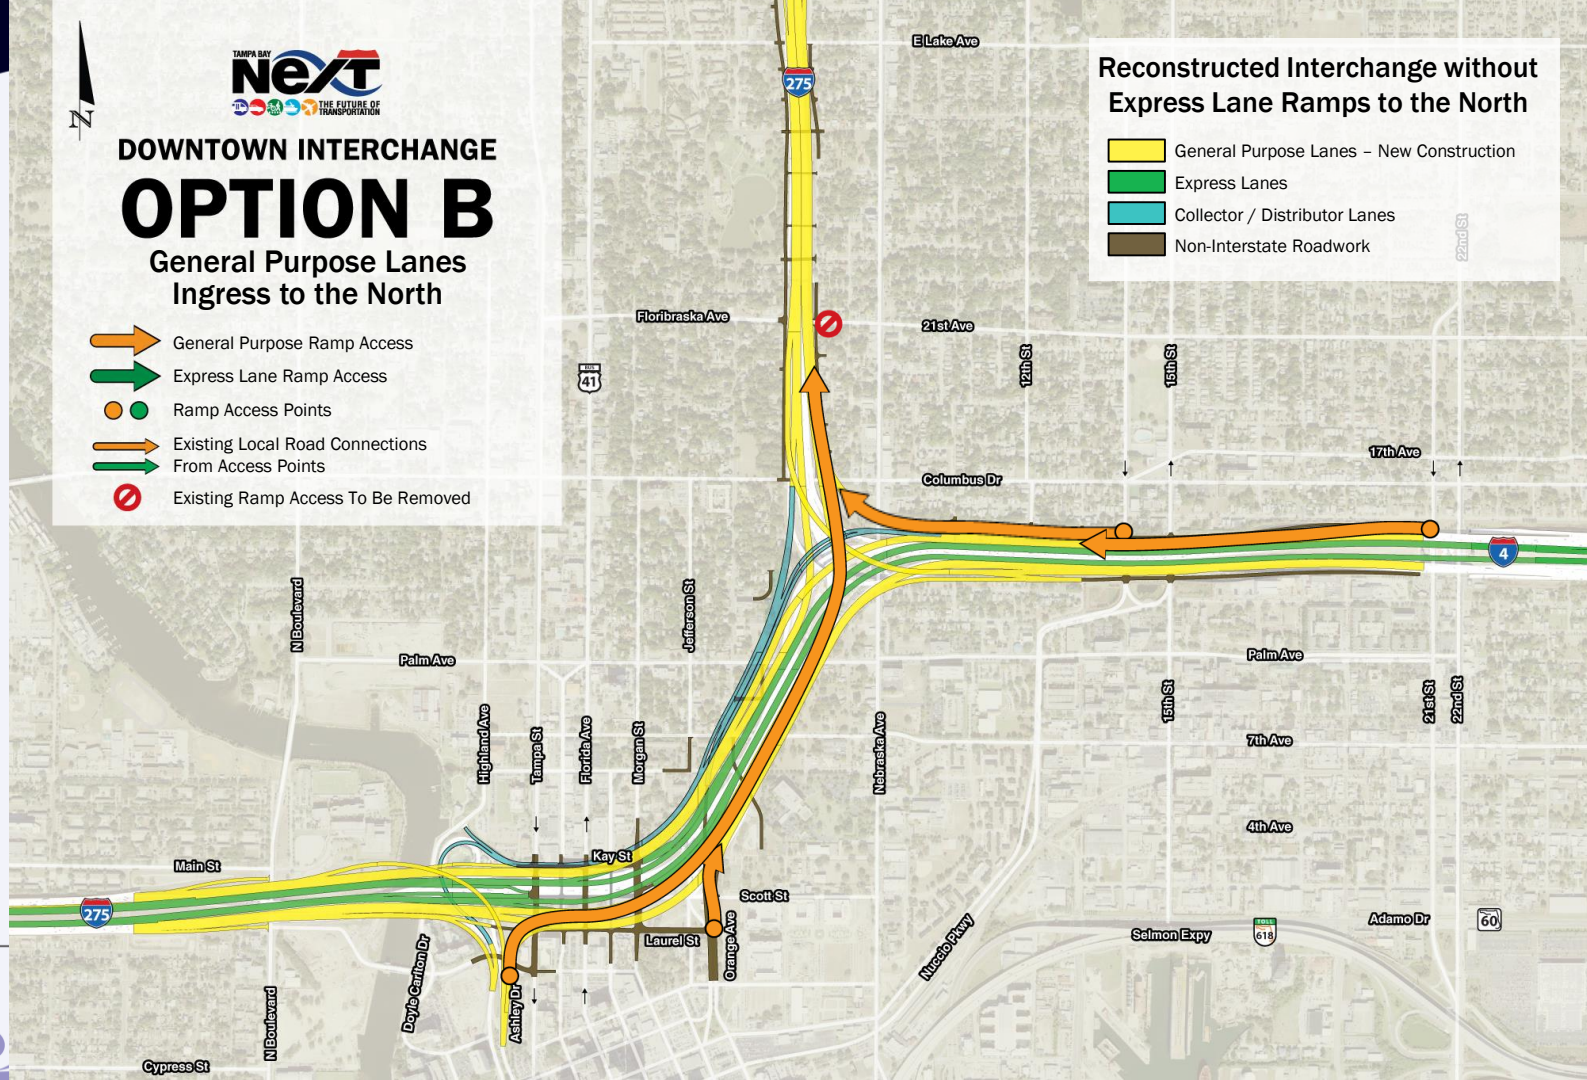 N
TAMPA BAY
NeXT
THE FUTURE OF
TRANSPORTATION
DOWNTOWN INTERCHANGE
OPTION B
General Purpose Lanes
Ingress to the North
General Purpose Ramp Access
Express Lane Ramp Access
Ramp Access Points
Existing Local Road Connections
From Access Points
Existing Ramp Access To Be Removed
Reconstructed Interchange without
Express Lane Ramps to the North
General Purpose Lanes – New Construction
Express Lanes
Collector / Distributor Lanes
Non-Interstate Roadwork
E Lake Ave
275
22nd St
Floribraska Ave
21st Ave
BUS
41
12th St
15th St
17th Ave
Columbus Dr
4
N Boulevard
Jefferson St
Palm Ave
Palm Ave
15th St
21st St
22nd St
Highland Ave
Tampa St
Florida Ave
Morgan St
Nebraska Ave
7th Ave
4th Ave
Main St
Kay St
Scott St
275
Laurel St
Orange Ave
Nuccio Pkwy
Selmon Expy
TOLL
618
Adamo Dr
60
Doyle Carlton Dr
Ashley Dr
N Boulevard
Cypress St